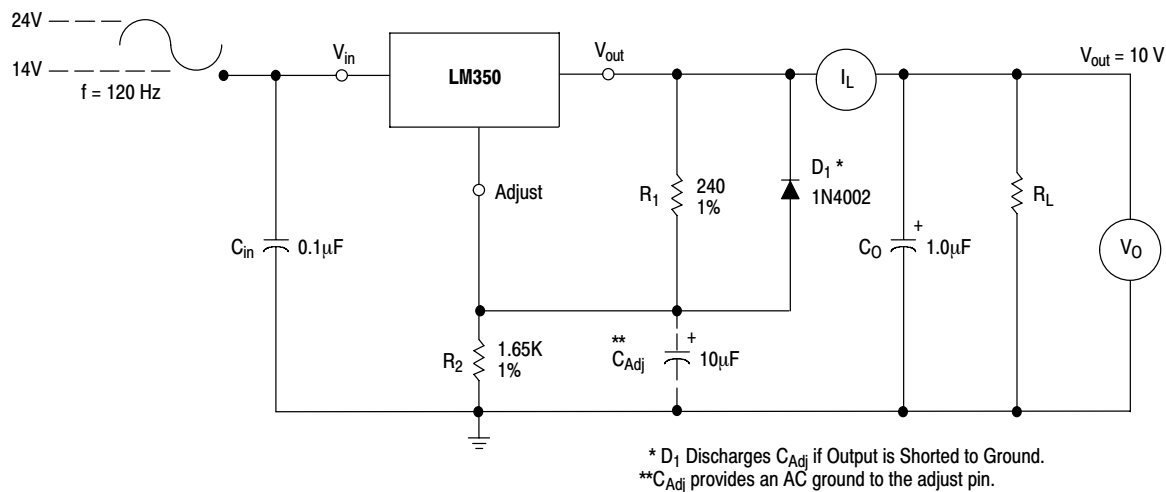 24V
14V
f = 120 Hz
Vin
LM350
Vout
Vout = 10 V
IL
Adjust
R1
240
1%
D1 *
1N4002
Cin
0.1µF
CO
+
1.0µF
RL
VO
R2
1.65K
1%
**
CAdj
+
10µF
* D1 Discharges CAdj if Output is Shorted to Ground.
**CAdj provides an AC ground to the adjust pin.